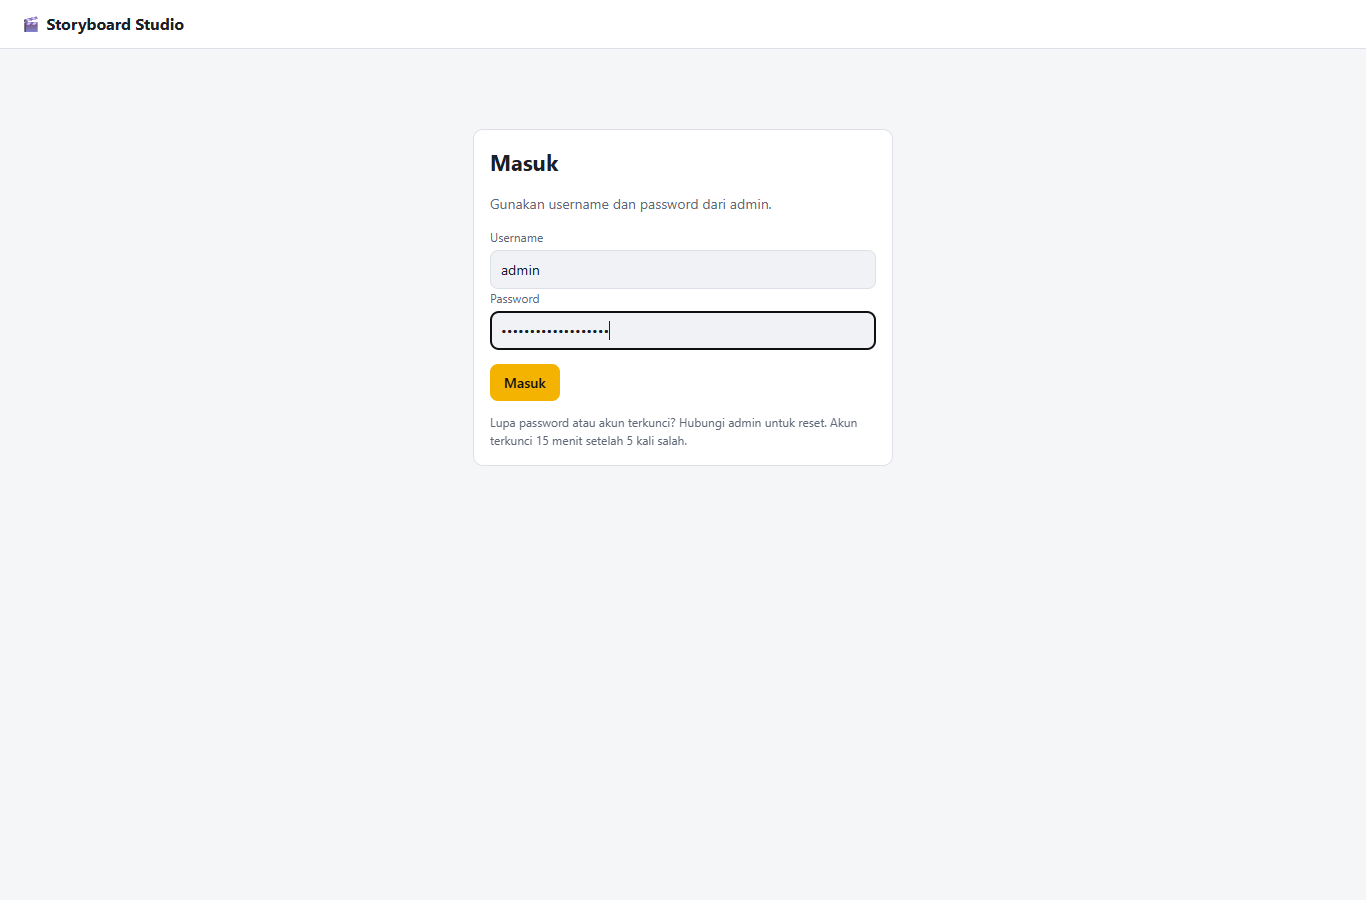 Storyboard Studio
Masuk
Gunakan username dan password dari admin.
Username
admin
Password
•••••••••••••••••••
Masuk
Lupa password atau akun terkunci? Hubungi admin untuk reset. Akun
terkunci 15 menit setelah 5 kali salah.